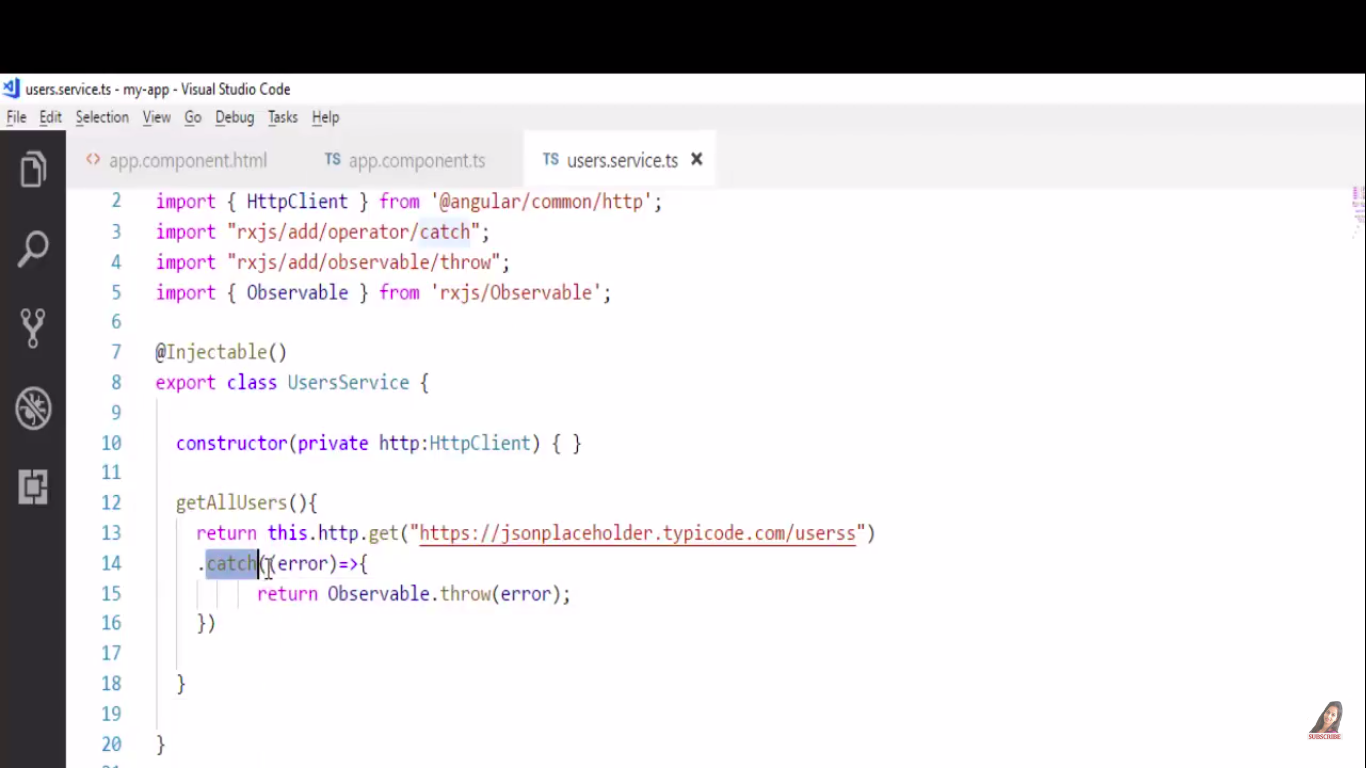 users.service.ts - my-app - Visual Studio Code
File Edit Selection View Go Debug Tasks Help
<> app.component.html TS app.component.ts TS users.service.ts ×
2 import { HttpClient } from '@angular/common/http';
3 import "rxjs/add/operator/catch";
4 import "rxjs/add/observable/throw";
5 import { Observable } from 'rxjs/Observable';
6
7 @Injectable()
8 export class UsersService {
9
10 constructor(private http:HttpClient) { }
11
12 getAllUsers(){
13 return this.http.get("https://jsonplaceholder.typicode.com/userss")
14 .catch((error)=>{
15 return Observable.throw(error);
16 })
17
18 }
19
20 }
SUBSCRIBE